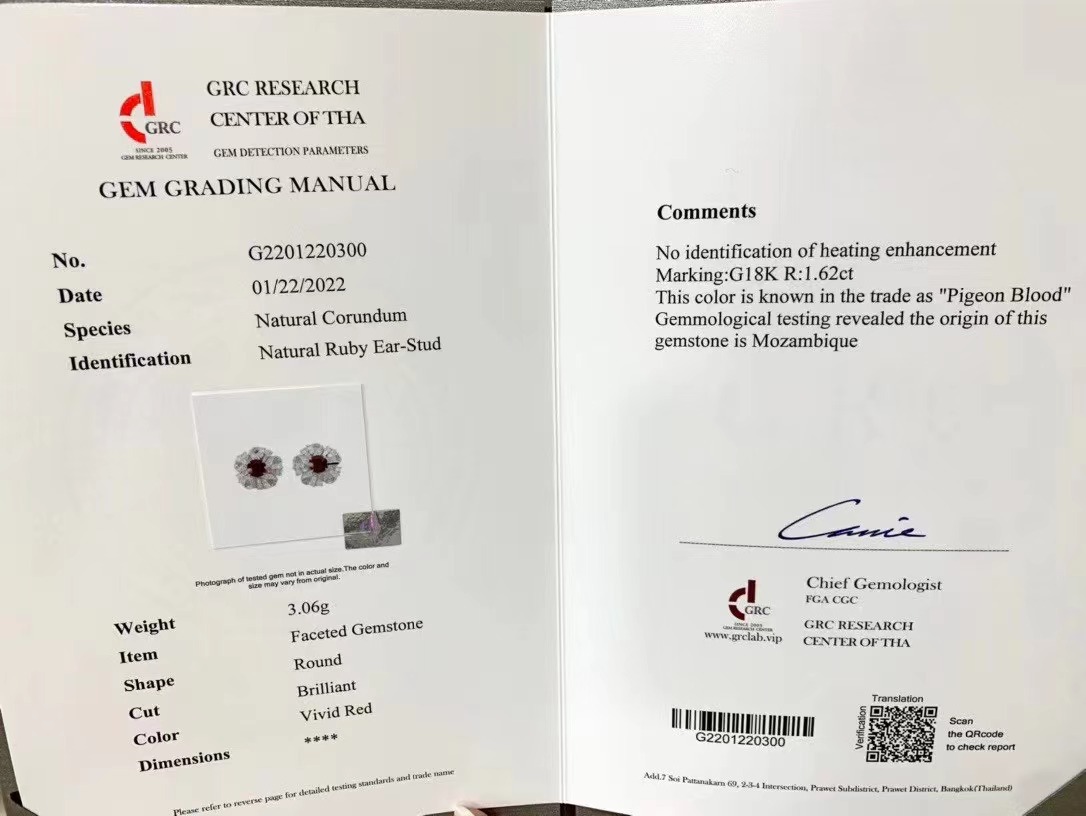 GRC RESEARCH
CENTER OF THA
GEM DETECTION PARAMETERS
GRC
SINCE 2005
GEM RESEARCH CENTER
GEM GRADING MANUAL
No. G2201220300
Date 01/22/2022
Species Natural Corundum
Identification Natural Ruby Ear-Stud
Photograph of tested gem not in actual size.The color and
size may vary from original.
Weight 3.06g
Item Faceted Gemstone
Shape Round
Cut Brilliant
Color Vivid Red
Dimensions ****
Please refer to reverse page for detailed testing standards and trade name
Comments
No identification of heating enhancement
Marking:G18K R:1.62ct
This color is known in the trade as "Pigeon Blood"
Gemmological testing revealed the origin of this
gemstone is Mozambique
Canie
Chief Gemologist
FGA CGC
GRC RESEARCH
CENTER OF THA
GRC
SINCE 2005
GEM RESEARCH CENTER
www.grclab.vip
G2201220300
Translation
Verification
Scan
the QRcode
to check report
Add.7 Soi Pattanakarn 69, 2-3-4 Intersection, Prawet Subdistrict, Prawet District, Bangkok(Thailand)